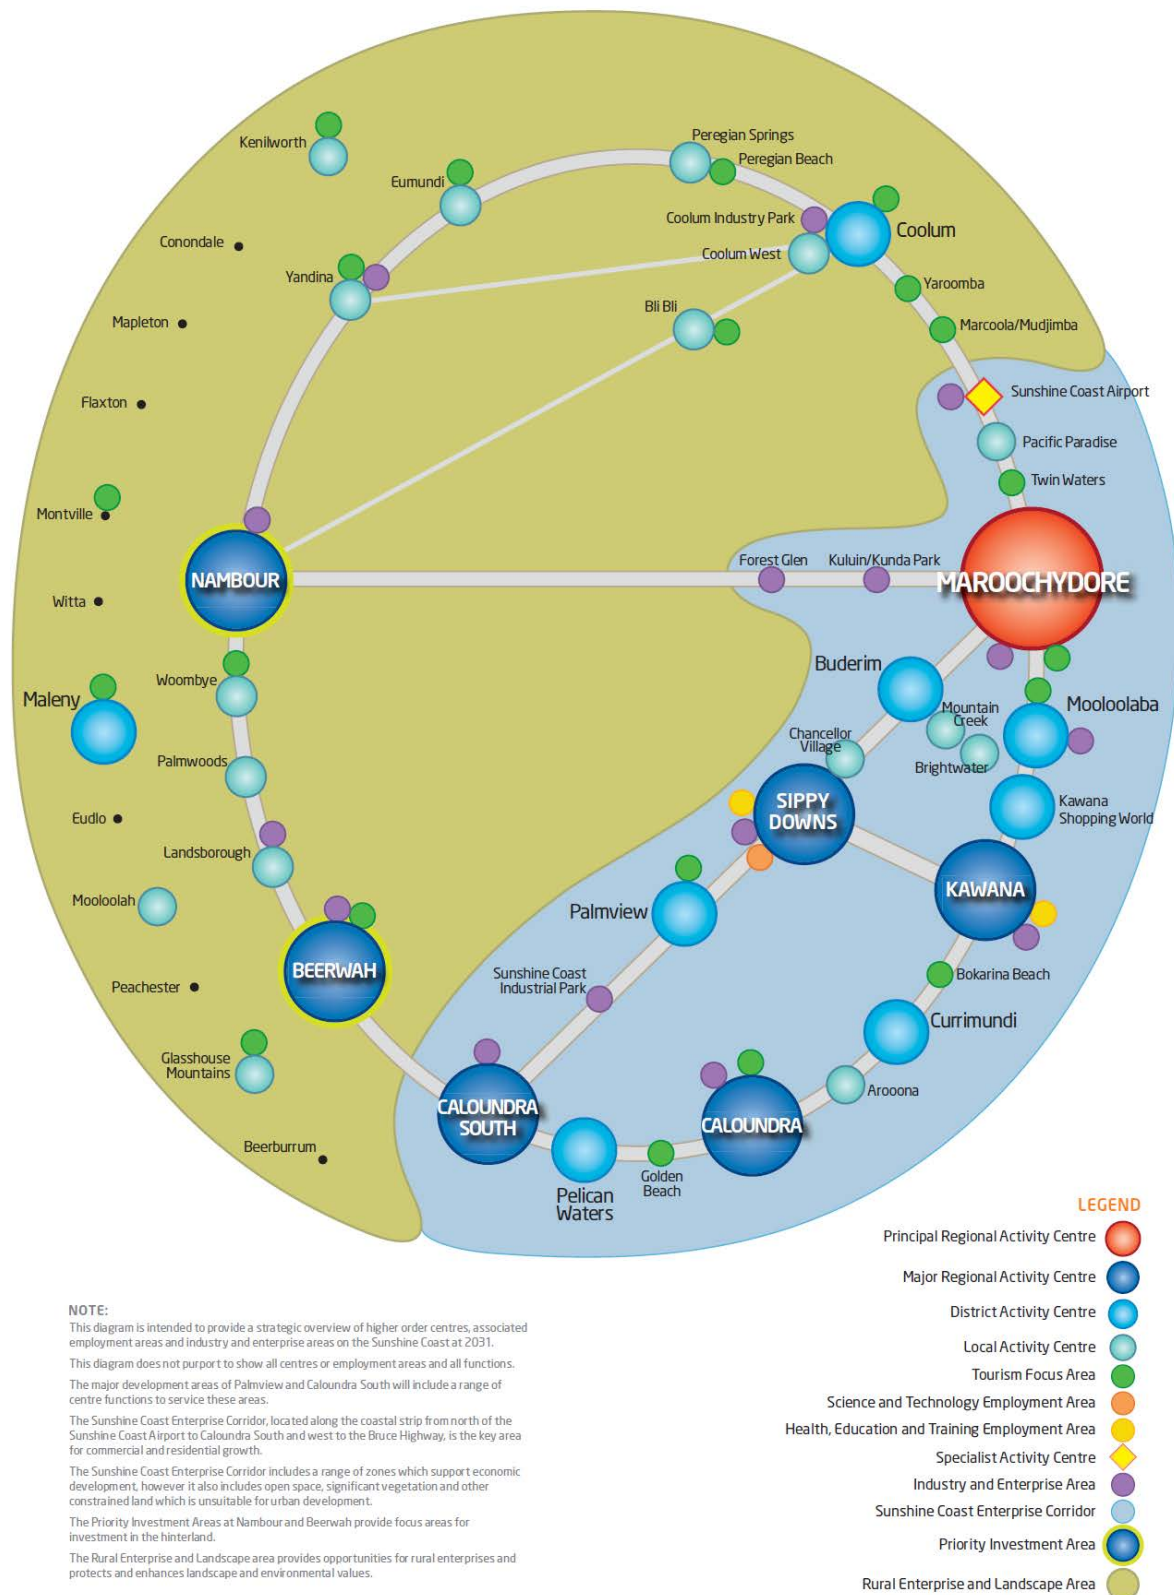 Kenilworth
Eumundi
Peregian Springs
Peregian Beach
Coolum Industry Park
Coolum
Coolum West
Conondale
Yandina
Yaroomba
Bli Bli
Mapleton
Marcoola/Mudjimba
Sunshine Coast Airport
Flaxton
Pacific Paradise
Twin Waters
Montville
Forest Glen
Kuluin/Kunda Park
NAMBOUR
MAROOCHYDORE
Witta
Buderim
Woombye
Maleny
Mooloolaba
Mountain
Creek
Chancellor
Village
Palmwoods
Brightwater
SIPPY
DOWNS
Kawana
Shopping World
Eudlo
Landsborough
KAWANA
Mooloolah
Palmview
BEERWAH
Sunshine Coast
Industrial Park
Bokarina Beach
Peachester
Currimundi
Glasshouse
Mountains
Arooona
CALOUNDRA
SOUTH
CALOUNDRA
Beerburrum
Golden
Beach
Pelican
Waters
LEGEND
Principal Regional Activity Centre
Major Regional Activity Centre
District Activity Centre
Local Activity Centre
Tourism Focus Area
Science and Technology Employment Area
Health, Education and Training Employment Area
Specialist Activity Centre
Industry and Enterprise Area
Sunshine Coast Enterprise Corridor
Priority Investment Area
Rural Enterprise and Landscape Area
NOTE:
This diagram is intended to provide a strategic overview of higher order centres, associated
employment areas and industry and enterprise areas on the Sunshine Coast at 2031.
This diagram does not purport to show all centres or employment areas and all functions.
The major development areas of Palmview and Caloundra South will include a range of
centre functions to service these areas.
The Sunshine Coast Enterprise Corridor, located along the coastal strip from north of the
Sunshine Coast Airport to Caloundra South and west to the Bruce Highway, is the key area
for commercial and residential growth.
The Sunshine Coast Enterprise Corridor includes a range of zones which support economic
development, however it also includes open space, significant vegetation and other
constrained land which is unsuitable for urban development.
The Priority Investment Areas at Nambour and Beerwah provide focus areas for
investment in the hinterland.
The Rural Enterprise and Landscape area provides opportunities for rural enterprises and
protects and enhances landscape and environmental values.